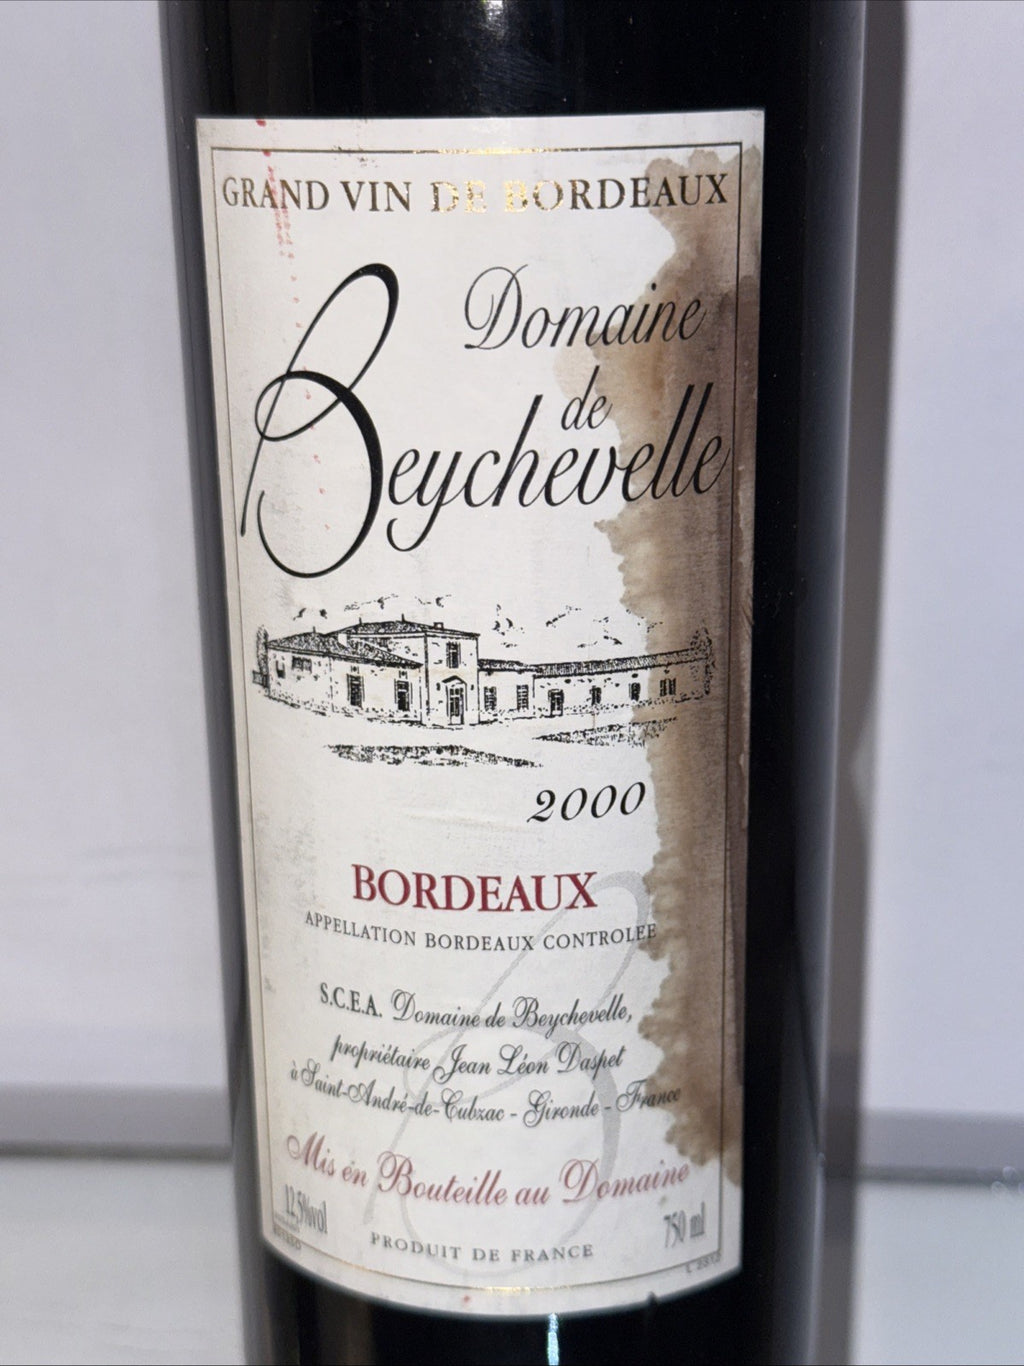 GRAND VIN DE BORDEAUX
Domaine
de
Beychevelle
2000
BORDEAUX
APPELLATION BORDEAUX CONTROLEE
S.C.E.A. Domaine de Beychevelle,
propriétaire Jean Léon Daspet
à Saint-André-de-Cubzac - Gironde - France
Mis en Bouteille au Domaine
12,5%vol
750 ml
PRODUIT DE FRANCE